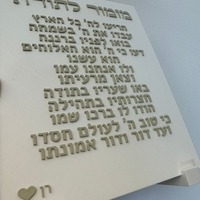 מזמור לתודה
הריעו לה' כל הארץ
עבדו את ה' בשמחה
בואו לפניו ברננה
דעו כי ה' הוא האלוהים
הוא עשנו
ולו אנחנו עמו
וצאן מרעיתו
באו שעריו בתודה
חצרותיו בתהילה
הודו לו ברכו שמו
כי טוב ה' לעולם חסדו
ועד דור ודור אמונתו
רן